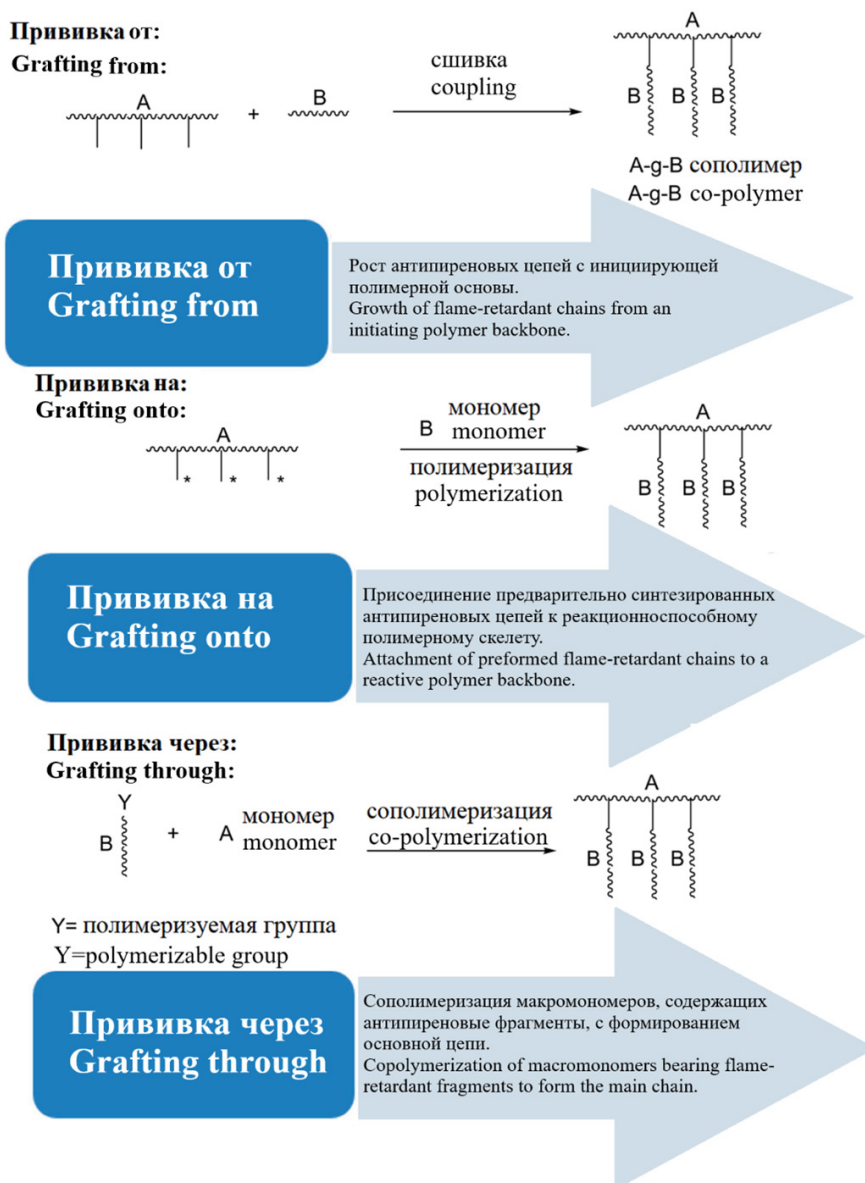 Прививка от:
Grafting from:
A
+
B
сшивка
coupling
A
B
B
B
A-g-B сополимер
A-g-B co-polymer
Прививка от
Grafting from
Рост антипиреновых цепей с инициирующей
полимерной основы.
Growth of flame-retardant chains from an
initiating polymer backbone.
Прививка на:
Grafting onto:
A
* * *
B мономер
monomer
полимеризация
polymerization
A
B
B
B
Прививка на
Grafting onto
Присоединение предварительно синтезированных
антипиреновых цепей к реакционноспособному
полимерному скелету.
Attachment of preformed flame-retardant chains to a
reactive polymer backbone.
Прививка через:
Grafting through:
Y
B
+
A мономер
monomer
сополимеризация
co-polymerization
A
B
B
B
Y= полимеризуемая группа
Y=polymerizable group
Прививка через
Grafting through
Сополимеризация макромономеров, содержащих
антипиреновые фрагменты, с формированием
основной цепи.
Copolymerization of macromonomers bearing flame-
retardant fragments to form the main chain.